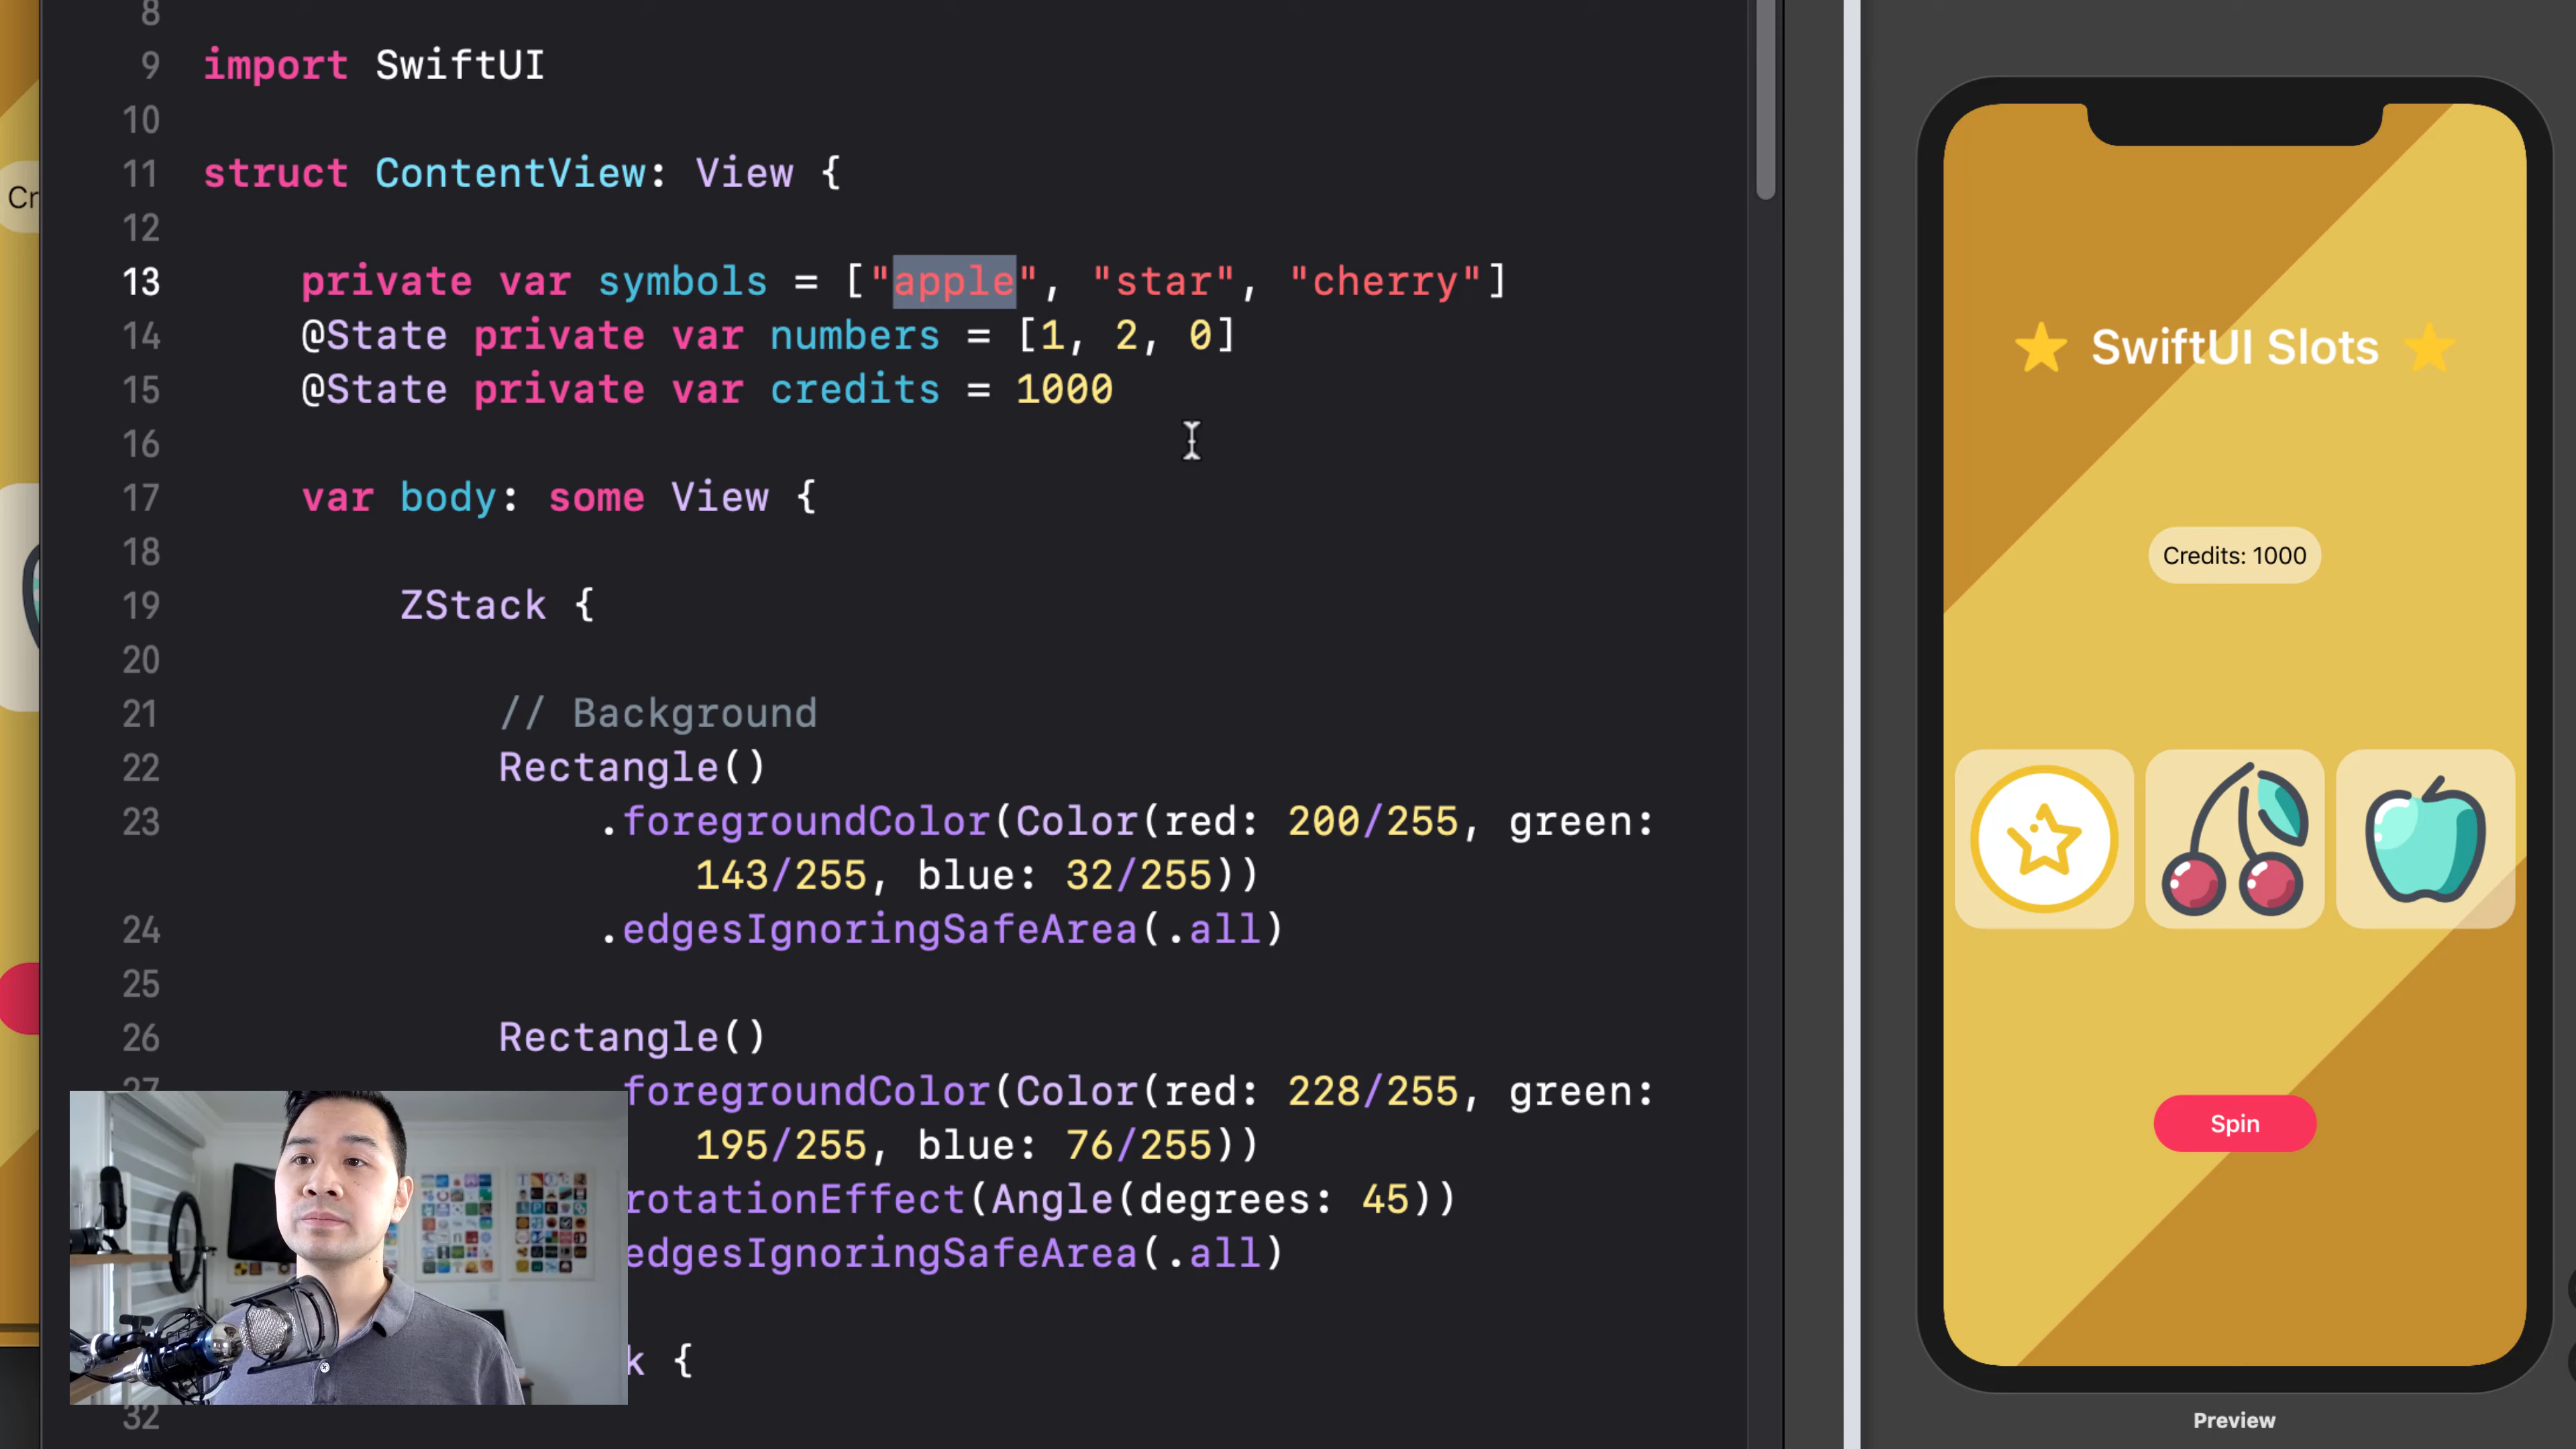 8
9 import SwiftUI
10
11 struct ContentView: View {
12
13 private var symbols = ["apple", "star", "cherry"]
14 @State private var numbers = [1, 2, 0]
15 @State private var credits = 1000
16
17 var body: some View {
18
19 ZStack {
20
21 // Background
22 Rectangle()
23 .foregroundColor(Color(red: 200/255, green:
143/255, blue: 32/255))
24 .edgesIgnoringSafeArea(.all)
25
26 Rectangle()
27 foregroundColor(Color(red: 228/255, green:
195/255, blue: 76/255))
rotationEffect(Angle(degrees: 45))
edgesIgnoringSafeArea(.all)
k {
32
Cr
SwiftUI Slots
Credits: 1000
Spin
Preview